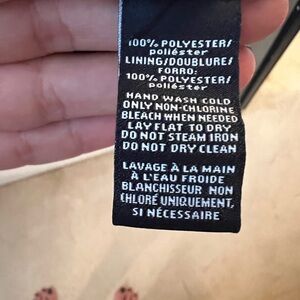 100% POLYESTER/
poliéster
LINING/DOUBLURE/
FORRO:
100% POLYESTER/
poliéster
HAND WASH COLD
ONLY NON-CHLORINE
BLEACH WHEN NEEDED
LAY FLAT TO DRY
DO NOT STEAM IRON
DO NOT DRY CLEAN
LAVAGE À LA MAIN
À L'EAU FROIDE
BLANCHISSEUR NON
CHLORÉ UNIQUEMENT,
SI NÉCESSAIRE